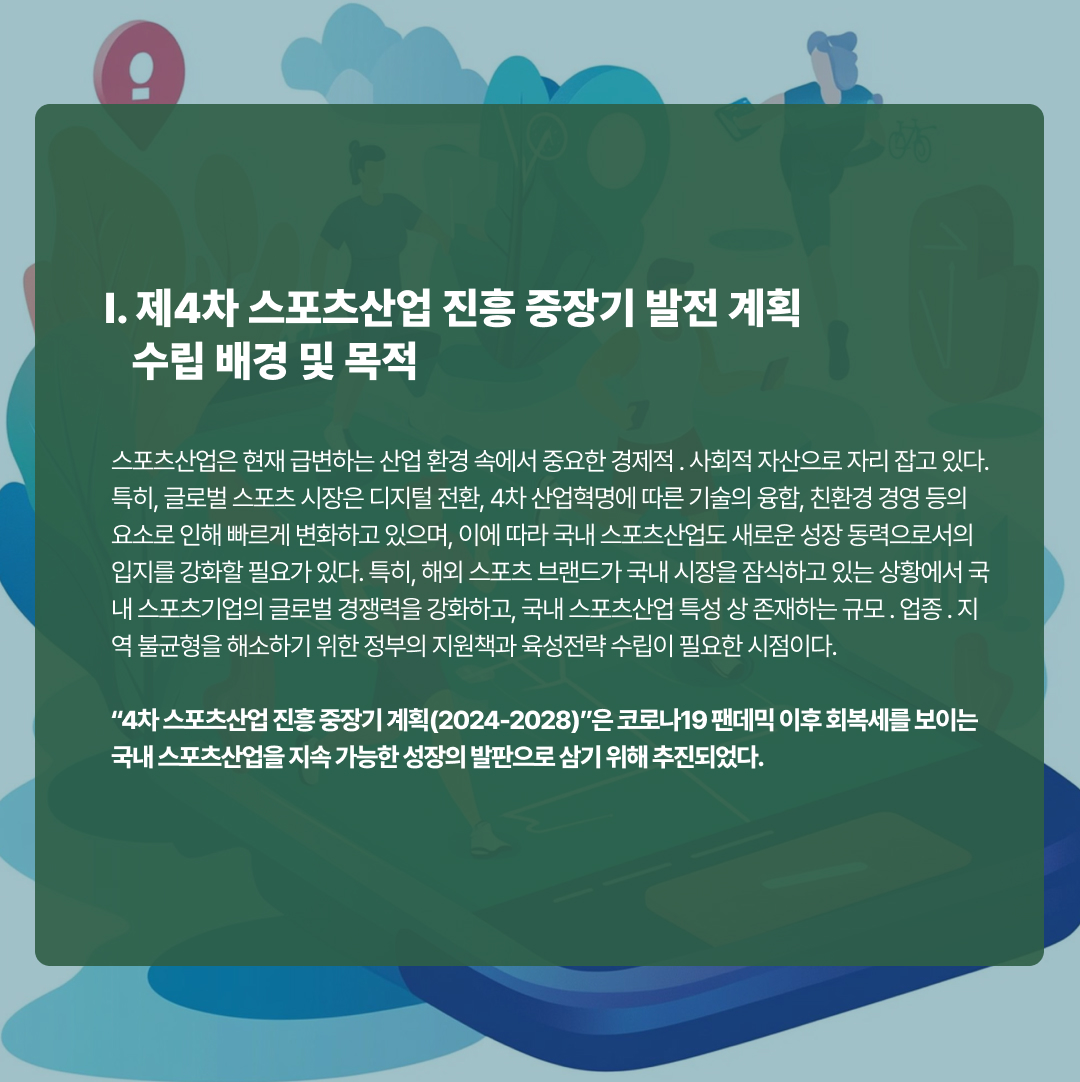 I. 제4차 스포츠산업 진흥 중장기 발전 계획
수립 배경 및 목적
스포츠산업은 현재 급변하는 산업 환경 속에서 중요한 경제적 . 사회적 자산으로 자리 잡고 있다.
특히, 글로벌 스포츠 시장은 디지털 전환, 4차 산업혁명에 따른 기술의 융합, 친환경 경영 등의
요소로 인해 빠르게 변화하고 있으며, 이에 따라 국내 스포츠산업도 새로운 성장 동력으로서의
입지를 강화할 필요가 있다. 특히, 해외 스포츠 브랜드가 국내 시장을 잠식하고 있는 상황에서 국
내 스포츠기업의 글로벌 경쟁력을 강화하고, 국내 스포츠산업 특성 상 존재하는 규모 . 업종 . 지
역 불균형을 해소하기 위한 정부의 지원책과 육성전략 수립이 필요한 시점이다.
“4차 스포츠산업 진흥 중장기 계획(2024-2028)”은 코로나19 팬데믹 이후 회복세를 보이는
국내 스포츠산업을 지속 가능한 성장의 발판으로 삼기 위해 추진되었다.